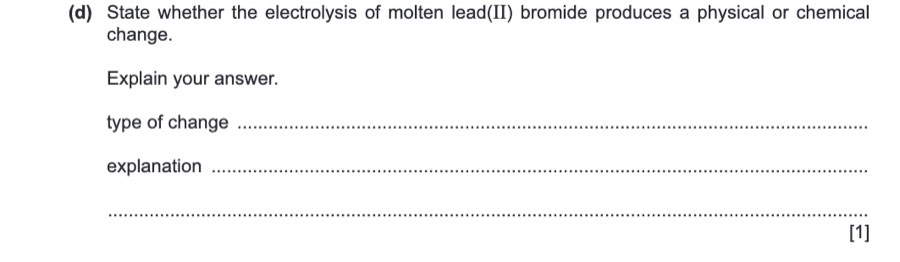 (d) State whether the electrolysis of molten lead(II) bromide produces a physical or chemical
change.
Explain your answer.
type of change ........................................................................................................................
explanation ........................................................................................................................
........................................................................................................................
[1]